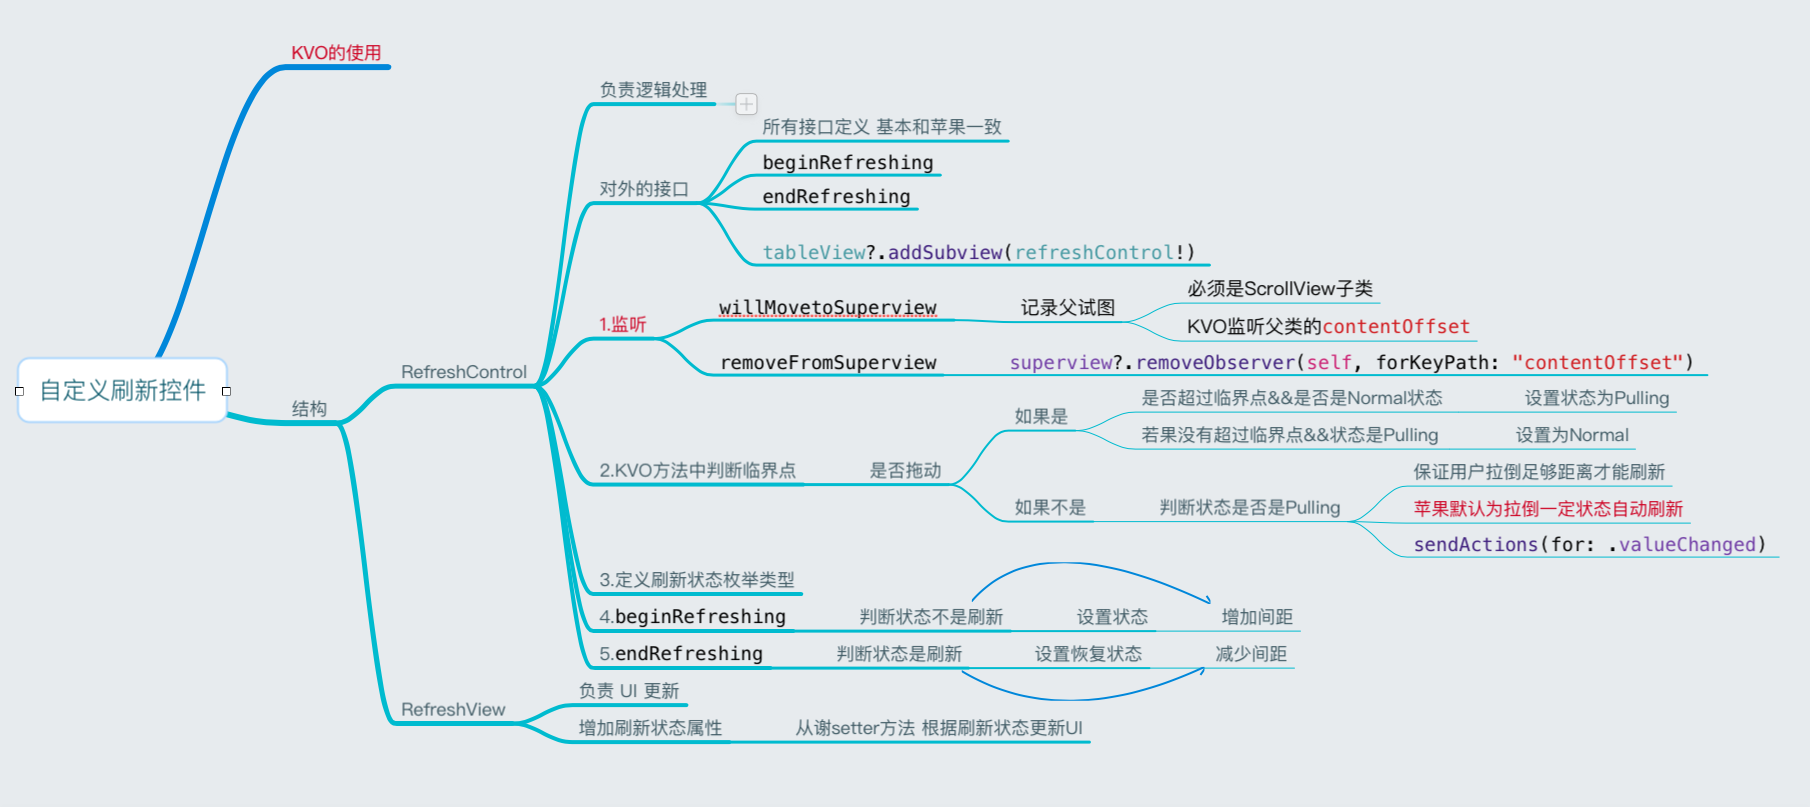 KVO的使用
自定义刷新控件
结构
RefreshControl
负责逻辑处理
对外的接口
所有接口定义 基本和苹果一致
beginRefreshing
endRefreshing
tableView?.addSubview(refreshControl!)
1.监听
willMovetoSuperview
记录父试图
必须是ScrollView子类
KVO监听父类的contentOffset
removeFromSuperview
superview?.removeObserver(self, forKeyPath: "contentOffset")
2.KVO方法中判断临界点
是否拖动
如果是
是否超过临界点&&是否是Normal状态
设置状态为Pulling
若果没有超过临界点&&状态是Pulling
设置为Normal
如果不是
判断状态是否是Pulling
保证用户拉倒足够距离才能刷新
苹果默认为拉倒一定状态自动刷新
sendActions(for: .valueChanged)
3.定义刷新状态枚举类型
4.beginRefreshing
判断状态不是刷新
设置状态
增加间距
5.endRefreshing
判断状态是刷新
设置恢复状态
减少间距
RefreshView
负责 UI 更新
增加刷新状态属性
从谢setter方法 根据刷新状态更新UI